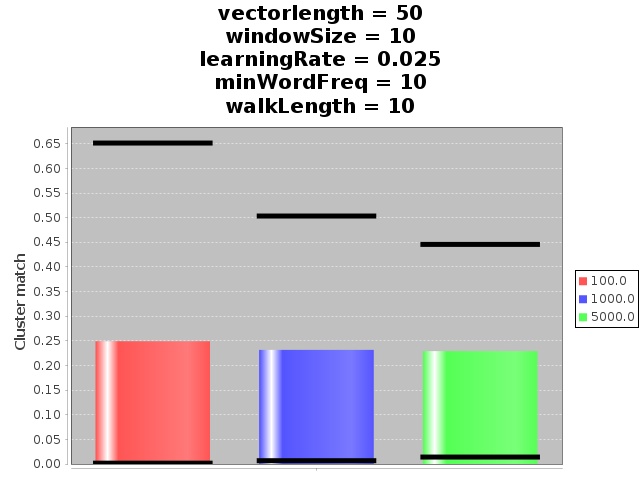 vectorlength = 50
windowSize = 10
learningRate = 0.025
minWordFreq = 10
walkLength = 10
Cluster match
0.65
0.60
0.55
0.50
0.45
0.40
0.35
0.30
0.25
0.20
0.15
0.10
0.05
0.00
100.0
1000.0
5000.0